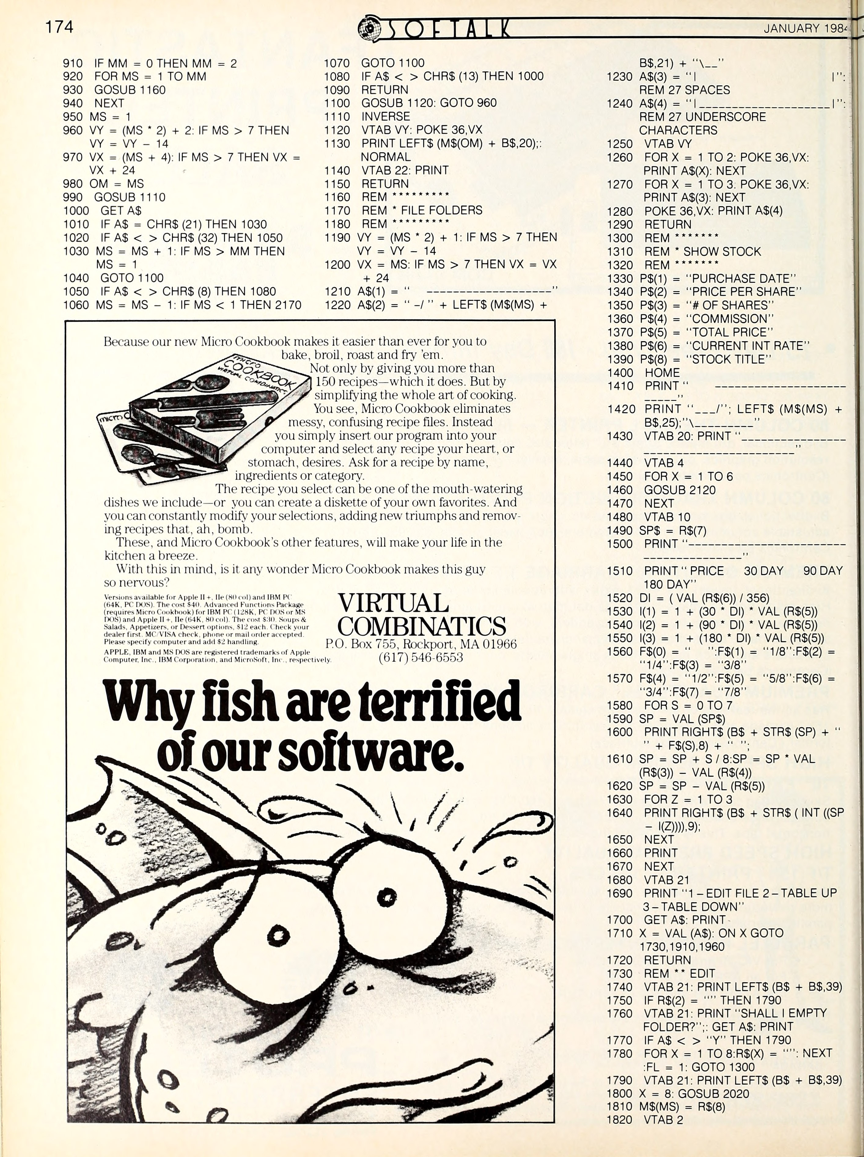 174
SOFTALK
JANUARY 198
910 IF MM = 0 THEN MM = 2
920 FOR MS = 1 TO MM
930 GOSUB 1160
940 NEXT
950 MS = 1
960 VY = (MS * 2) + 2: IF MS > 7 THEN
VY = VY – 14
970 VX = (MS + 4): IF MS > 7 THEN VX =
VX + 24
980 OM = MS
990 GOSUB 1110
1000 GET A$
1010 IF A$ = CHR$ (21) THEN 1030
1020 IF A$ < > CHR$ (32) THEN 1050
1030 MS = MS + 1: IF MS > MM THEN
MS = 1
1040 GOTO 1100
1050 IF A$ < > CHR$ (8) THEN 1080
1060 MS = MS – 1: IF MS < 1 THEN 2170
1070 GOTO 1100
1080 IF A$ < > CHR$ (13) THEN 1000
1090 RETURN
1100 GOSUB 1120: GOTO 960
1110 INVERSE
1120 VTAB VY: POKE 36,VX
1130 PRINT LEFT$ (M$(OM) + B$,20);:
NORMAL
1140 VTAB 22: PRINT
1150 RETURN
1160 REM *********
1170 REM * FILE FOLDERS
1180 REM *********
1190 VY = (MS * 2) + 1: IF MS > 7 THEN
VY = VY – 14
1200 VX = MS: IF MS > 7 THEN VX = VX
+ 24
1210 A$(1) = " ------------------"
1220 A$(2) = " –/ " + LEFT$ (M$(MS) +
B$,21) + "\__"
1230 A$(3) = "| |":
REM 27 SPACES
1240 A$(4) = "|____________________|":
REM 27 UNDERSCORE
CHARACTERS
1250 VTAB VY
1260 FOR X = 1 TO 2: POKE 36,VX:
PRINT A$(X): NEXT
1270 FOR X = 1 TO 3: POKE 36,VX:
PRINT A$(3): NEXT
1280 POKE 36,VX: PRINT A$(4)
1290 RETURN
1300 REM *******
1310 REM * SHOW STOCK
1320 REM *******
1330 P$(1) = "PURCHASE DATE"
1340 P$(2) = "PRICE PER SHARE"
1350 P$(3) = "# OF SHARES"
1360 P$(4) = "COMMISSION"
1370 P$(5) = "TOTAL PRICE"
1380 P$(6) = "CURRENT INT RATE"
1390 P$(8) = "STOCK TITLE"
1400 HOME
1410 PRINT " --------------------
_____"
1420 PRINT "___/"; LEFT$ (M$(MS) +
B$,25);"\_________"
1430 VTAB 20: PRINT "________________
_______________________"
1440 VTAB 4
1450 FOR X = 1 TO 6
1460 GOSUB 2120
1470 NEXT
1480 VTAB 10
1490 SP$ = R$(7)
1500 PRINT "------------------------
---------------"
1510 PRINT " PRICE 30 DAY 90 DAY
180 DAY"
1520 DI = ( VAL (R$(6)) / 356)
1530 I(1) = 1 + (30 * DI) * VAL (R$(5))
1540 I(2) = 1 + (90 * DI) * VAL (R$(5))
1550 I(3) = 1 + (180 * DI) * VAL (R$(5))
1560 F$(0) = " ":F$(1) = "1/8":F$(2) =
"1/4":F$(3) = "3/8"
1570 F$(4) = "1/2":F$(5) = "5/8":F$(6) =
"3/4":F$(7) = "7/8"
1580 FOR S = 0 TO 7
1590 SP = VAL (SP$)
1600 PRINT RIGHT$ (B$ + STR$ (SP) + "
" + F$(S),8) + " ";
1610 SP = SP + S / 8:SP = SP * VAL
(R$(3)) – VAL (R$(4))
1620 SP = SP – VAL (R$(5))
1630 FOR Z = 1 TO 3
1640 PRINT RIGHT$ (B$ + STR$ ( INT ((SP
– I(Z)))),9);
1650 NEXT
1660 PRINT
1670 NEXT
1680 VTAB 21
1690 PRINT "1 – EDIT FILE 2 – TABLE UP
3 – TABLE DOWN"
1700 GET A$: PRINT
1710 X = VAL (A$): ON X GOTO
1730,1910,1960
1720 RETURN
1730 REM ** EDIT
1740 VTAB 21: PRINT LEFT$ (B$ + B$,39)
1750 IF R$(2) = "" THEN 1790
1760 VTAB 21: PRINT "SHALL I EMPTY
FOLDER?";: GET A$: PRINT
1770 IF A$ < > "Y" THEN 1790
1780 FOR X = 1 TO 8:R$(X) = "": NEXT
:FL = 1: GOTO 1300
1790 VTAB 21: PRINT LEFT$ (B$ + B$,39)
1800 X = 8: GOSUB 2020
1810 M$(MS) = R$(8)
1820 VTAB 2
Because our new Micro Cookbook makes it easier than ever for you to
bake, broil, roast and fry 'em.
Not only by giving you more than
150 recipes—which it does. But by
simplifying the whole art of cooking.
You see, Micro Cookbook eliminates
messy, confusing recipe files. Instead
you simply insert our program into your
computer and select any recipe your heart, or
stomach, desires. Ask for a recipe by name,
ingredients or category.
The recipe you select can be one of the mouth-watering
dishes we include—or you can create a diskette of your own favorites. And
you can constantly modify your selections, adding new triumphs and remov-
ing recipes that, ah, bomb.
These, and Micro Cookbook's other features, will make your life in the
kitchen a breeze.
With this in mind, is it any wonder Micro Cookbook makes this guy
so nervous?
MICRO
COOKBOOK
VIRTUAL COMBINATICS
micro
Versions available for Apple II+, IIe (80 col) and IBM PC
(64K, PC DOS). The cost $40. Advanced Functions Package
(requires Micro Cookbook) for IBM PC (128K, PC DOS or MS
DOS) and Apple II+, IIe (64K, 80 col). The cost $30. Soups &
Salads, Appetizers, or Dessert options, $12 each. Check your
dealer first. MC/VISA check, phone or mail order accepted.
Please specify computer and add $2 handling.
APPLE, IBM and MS DOS are registered trademarks of Apple
Computer, Inc., IBM Corporation, and MicroSoft, Inc., respectively.
VIRTUAL
COMBINATICS
P.O. Box 755, Rockport, MA 01966
(617) 546-6553
Why fish are terrified
of our software.